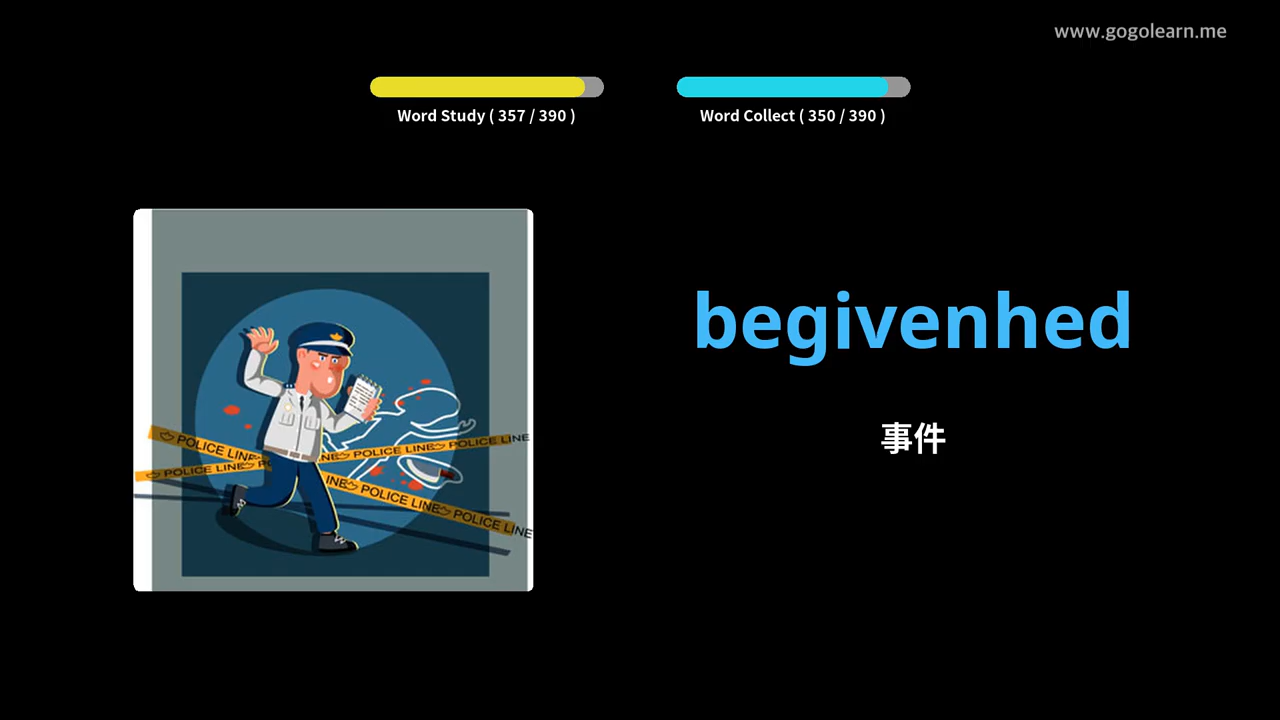 www.gogolearn.me
Word Study ( 357 / 390 )
Word Collect ( 350 / 390 )
begivenhed
事件
POLICE LINE
POLICE LINE
POLICE LINE
POLICE LINE
POLICE LINE